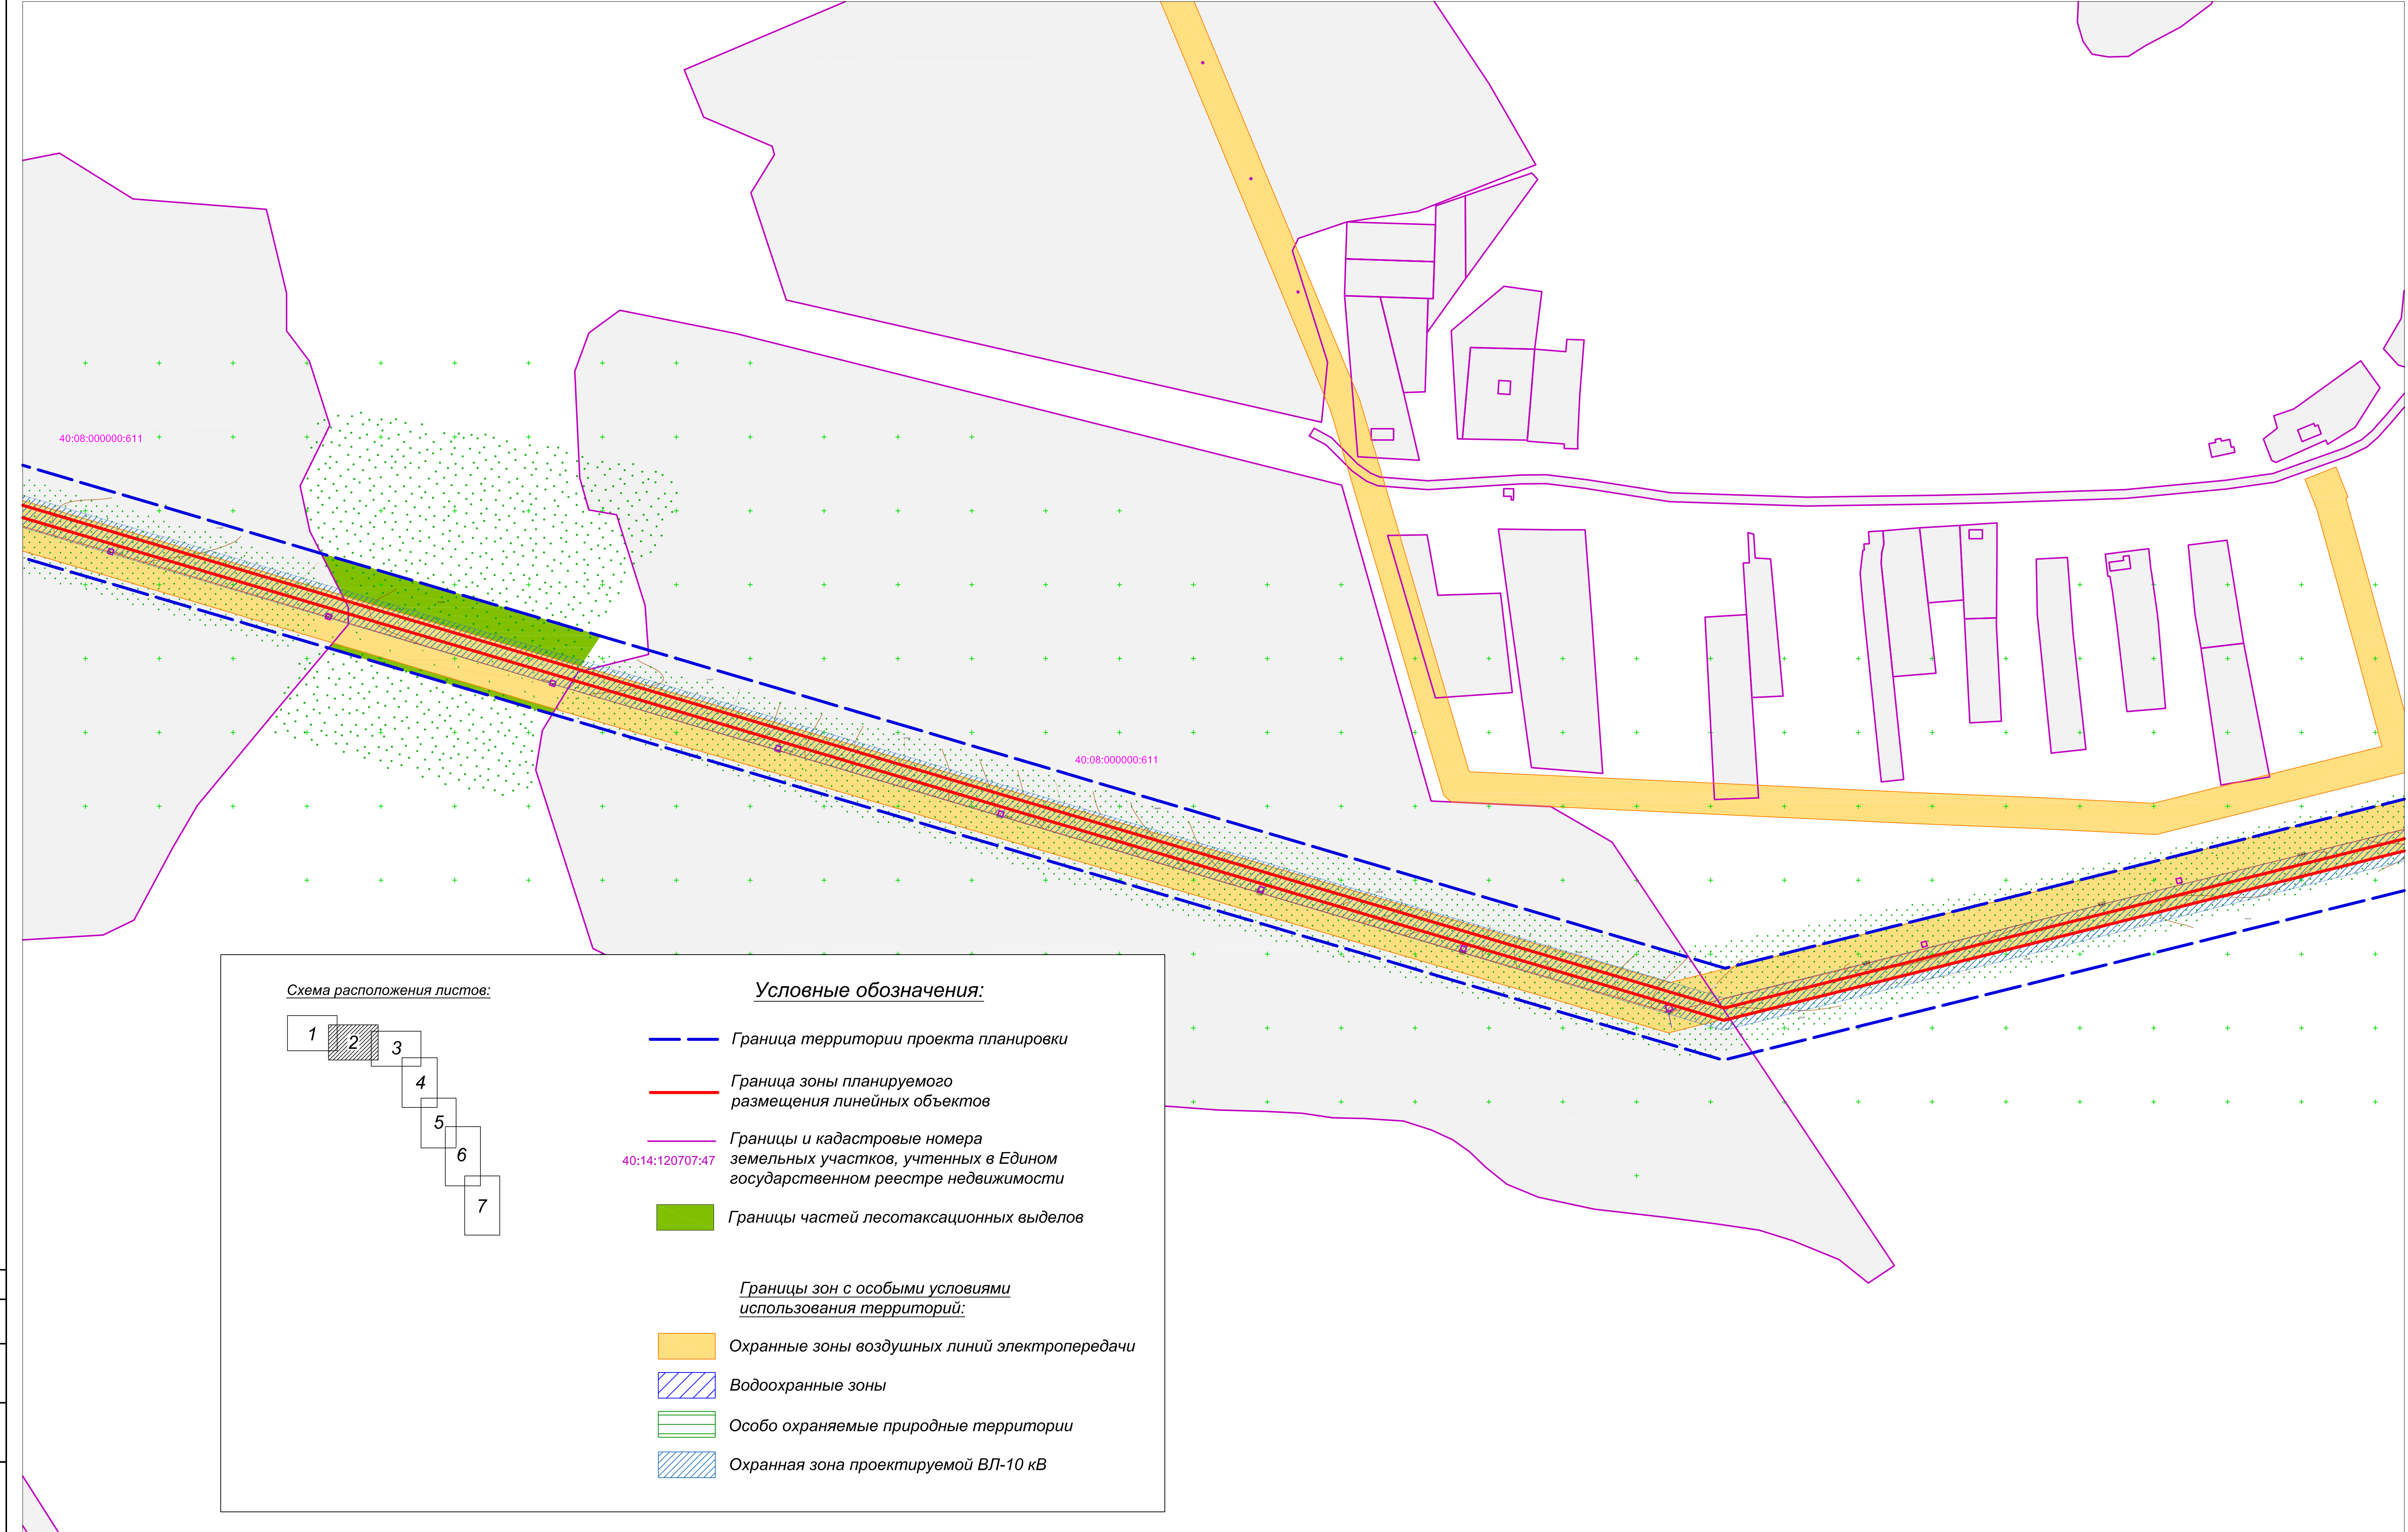 40:08:000000:611
40:08:000000:611
Схема расположения листов:
1
2
3
4
5
6
7
Условные обозначения:
Граница территории проекта планировки
Граница зоны планируемого
размещения линейных объектов
40:14:120707:47
Границы и кадастровые номера
земельных участков, учтенных в Едином
государственном реестре недвижимости
Границы частей лесотаксационных выделов
Границы зон с особыми условиями
использования территорий:
Охранные зоны воздушных линий электропередачи
Водоохранные зоны
Особо охраняемые природные территории
Охранная зона проектируемой ВЛ-10 кВ